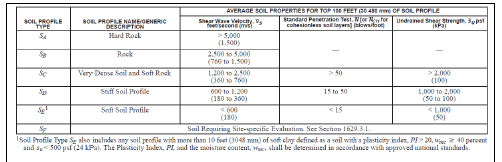 AVERAGE SOIL PROPERTIES FOR TOP 100 FEET (30 480 mm) OF SOIL PROFILE
SOIL PROFILE TYPE
SOIL PROFILE NAME/GENERIC DESCRIPTION
Shear Wave Velocity, v̄S feet/second (m/s)
Standard Penetration Test, N̄ [or N̄CH for cohesionless soil layers] (blows/foot)
Undrained Shear Strength, s̄u psf (kPa)
SA Hard Rock > 5,000 (1,500) —
SB Rock 2,500 to 5,000 (760 to 1,500) —
SC Very Dense Soil and Soft Rock 1,200 to 2,500 (360 to 760) > 50 > 2,000 (100)
SD Stiff Soil Profile 600 to 1,200 (180 to 360) 15 to 50 1,000 to 2,000 (50 to 100)
SE1 Soft Soil Profile < 600 (180) < 15 < 1,000 (50)
SF Soil Requiring Site-specific Evaluation. See Section 1629.3.1.
1Soil Profile Type SE also includes any soil profile with more than 10 feet (3048 mm) of soft clay defined as a soil with a plasticity index, PI > 20, wmc ≥ 40 percent
and su < 500 psf (24 kPa). The Plasticity Index, PI, and the moisture content, wmc, shall be determined in accordance with approved national standards.